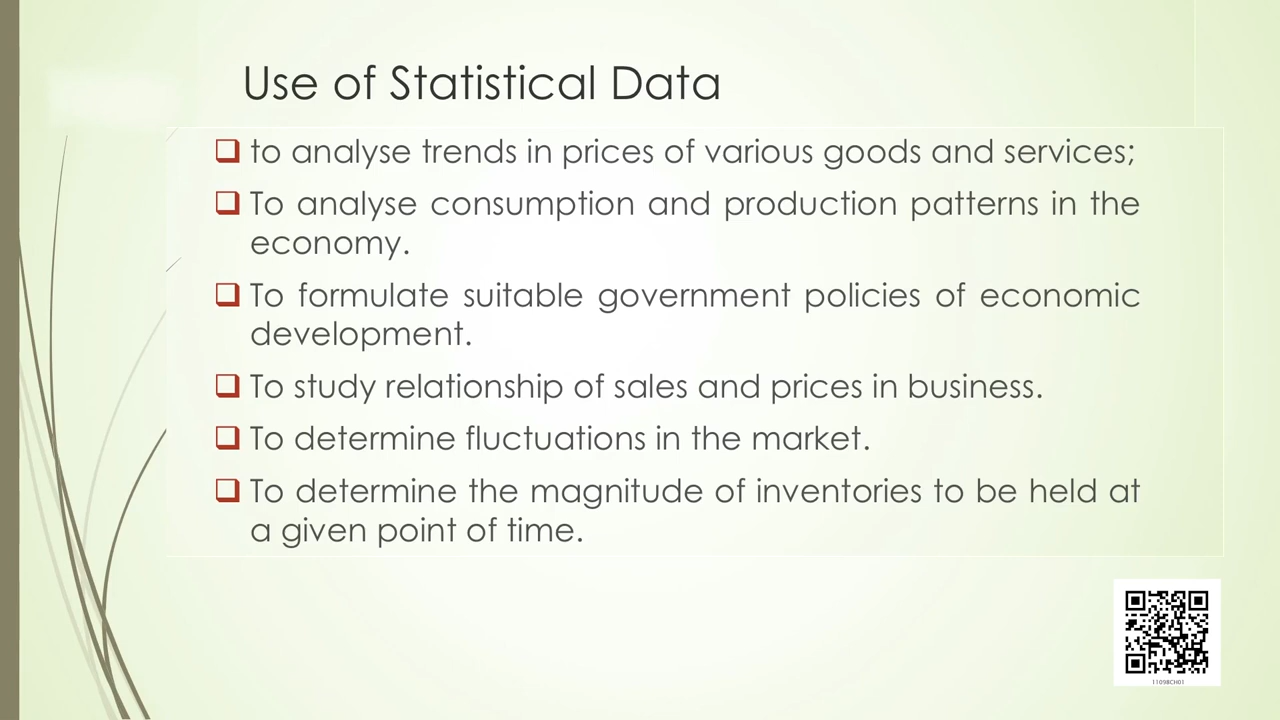 Use of Statistical Data
to analyse trends in prices of various goods and services;
To analyse consumption and production patterns in the
economy.
To formulate suitable government policies of economic
development.
To study relationship of sales and prices in business.
To determine fluctuations in the market.
To determine the magnitude of inventories to be held at
a given point of time.
11098CH01